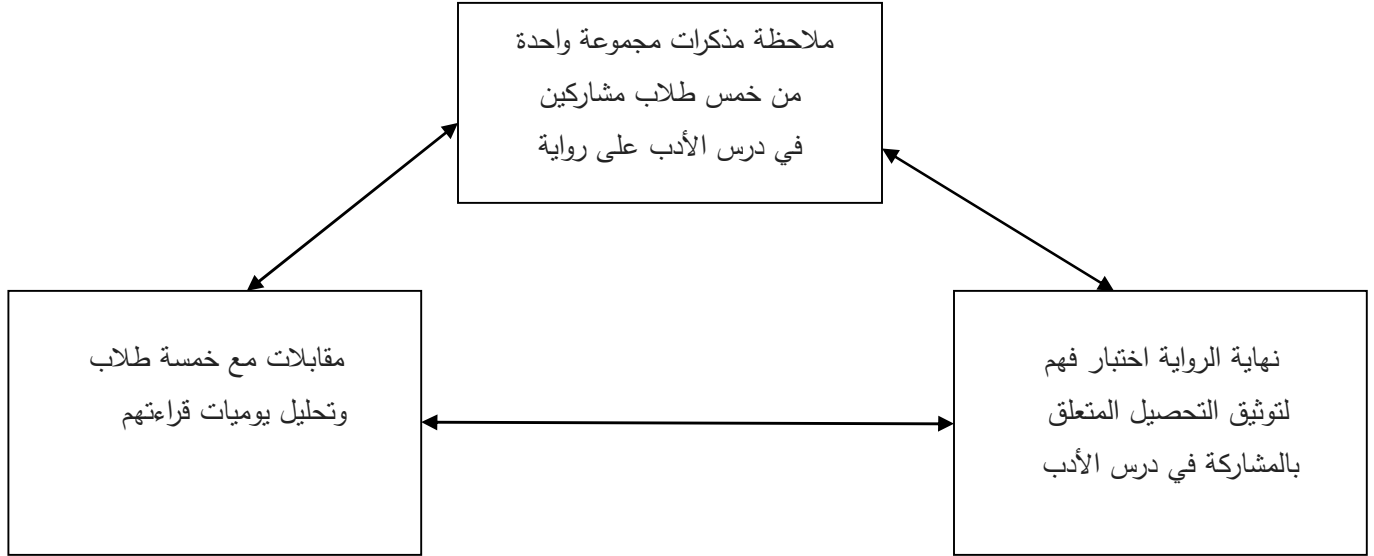 ملاحظة مذكرات مجموعة واحدة
من خمس طلاب مشاركين
في درس الأدب على رواية
نهاية الرواية اختبار فهم
لتوثيق التحصيل المتعلق
بالمشاركة في درس الأدب
مقابلات مع خمسة طلاب
وتحليل يوميات قراءتهم